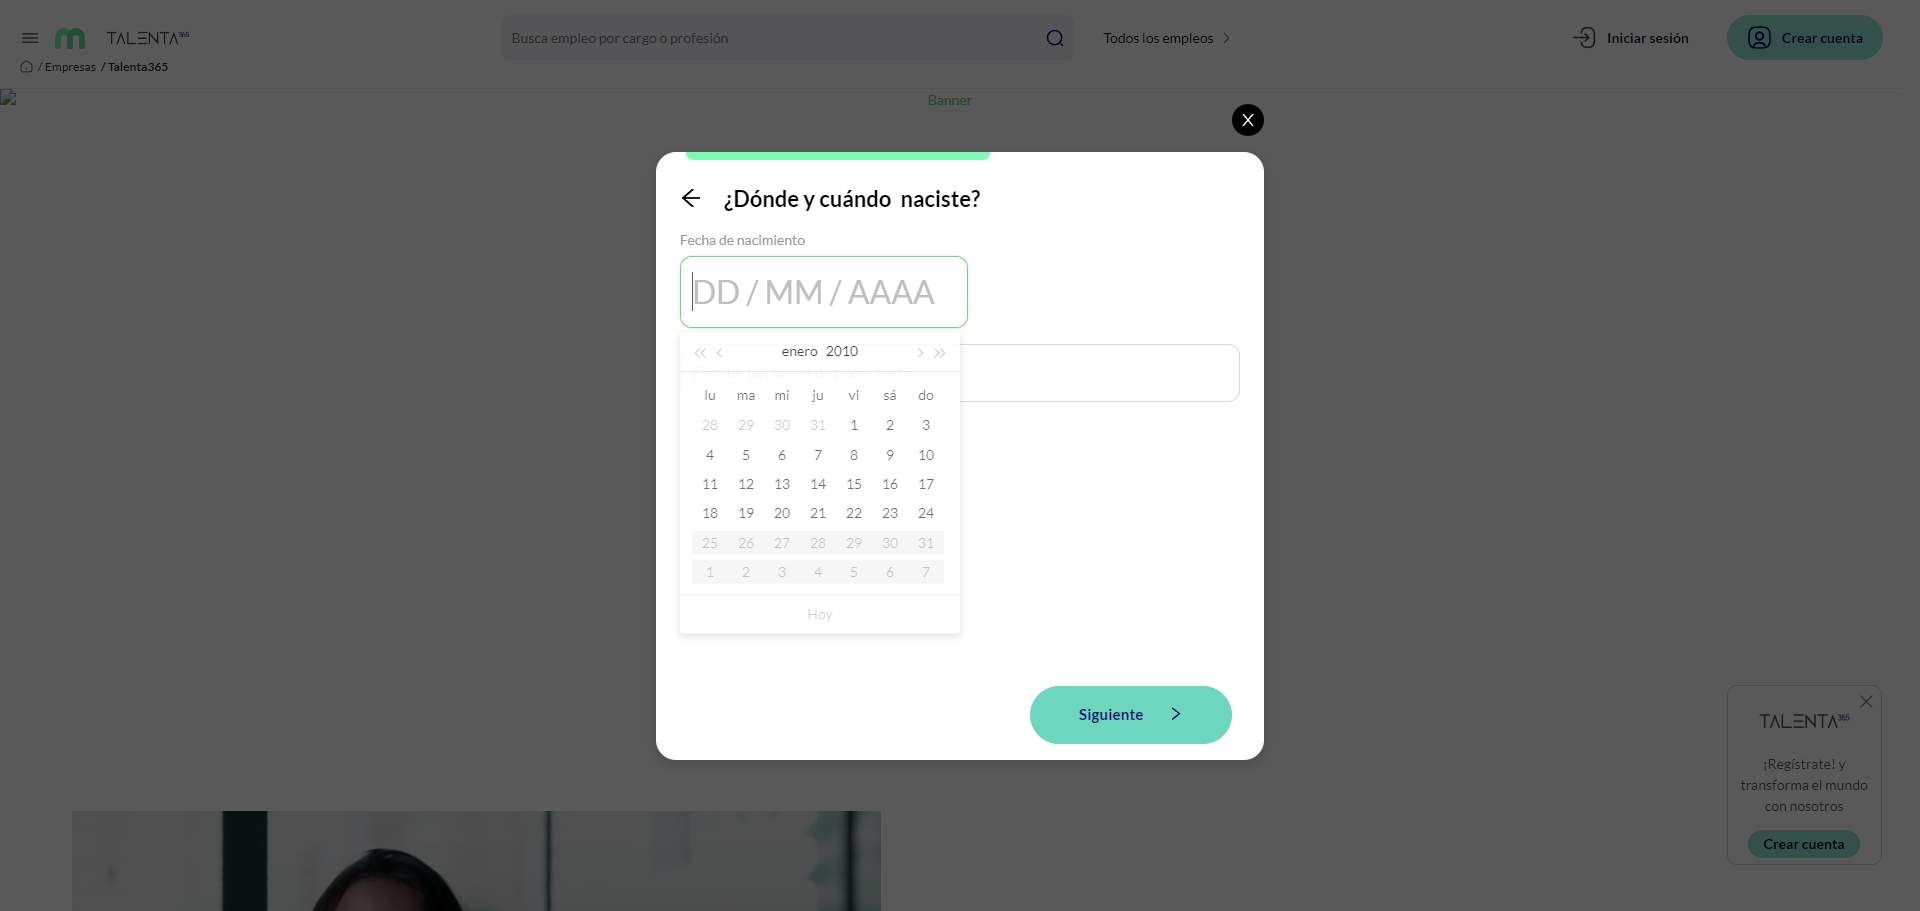 TALENTA365
Busca empleo por cargo o profesión
Todos los empleos
Iniciar sesión
Crear cuenta
/ Empresas / Talenta365
Banner
X
¿Dónde y cuándo naciste?
Fecha de nacimiento
DD / MM / AAAA
enero 2010
Escribe tu ciudad de nacimiento
lu ma mi ju vi sá do
28 29 30 31 1 2 3
4 5 6 7 8 9 10
11 12 13 14 15 16 17
18 19 20 21 22 23 24
25 26 27 28 29 30 31
1 2 3 4 5 6 7
Hoy
Siguiente
TALENTA365
¡Regístrate! y
transforma el mundo
con nosotros
Crear cuenta